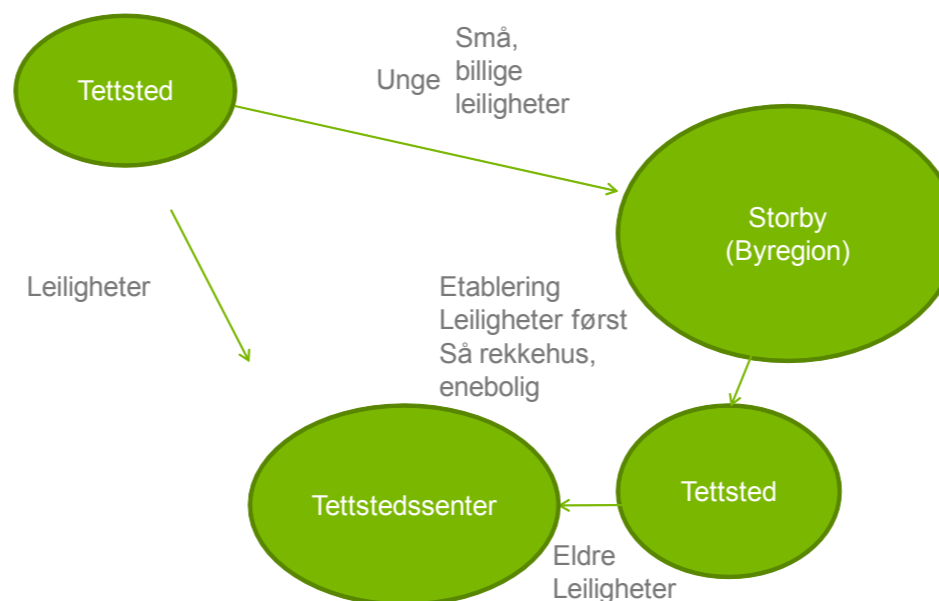 Tettsted
Unge
Små,
billige
leiligheter
Storby
(Byregion)
Leiligheter
Etablering
Leiligheter først
Så rekkehus,
enebolig
Tettstedssenter
Tettsted
Eldre
Leiligheter